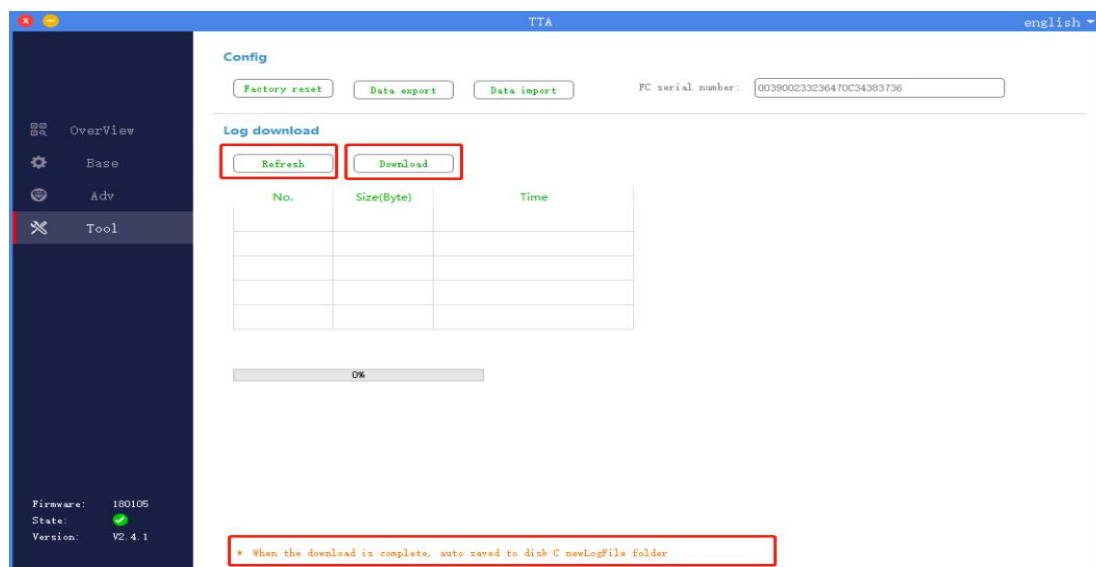 TTA
english
Config
Factory reset
Data export
Data import
FC serial number:
003900233236470C34383736
OverView
Base
Adv
Tool
Log download
Refresh
Download
No.
Size(Byte)
Time
0%
Firmware: 180105
State:
Version: V2.4.1
* When the download is complete, auto saved to disk C newLogFile folder